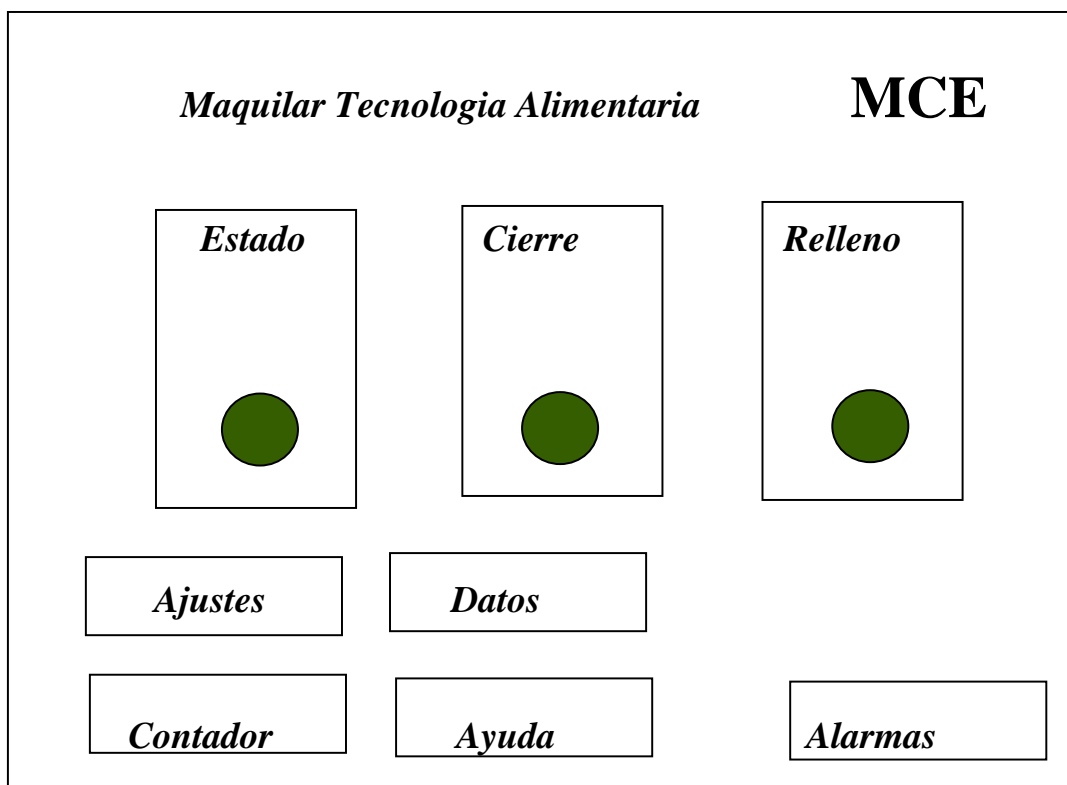 Maquilar Tecnologia Alimentaria MCE
Estado Cierre Relleno
Ajustes Datos
Contador Ayuda Alarmas